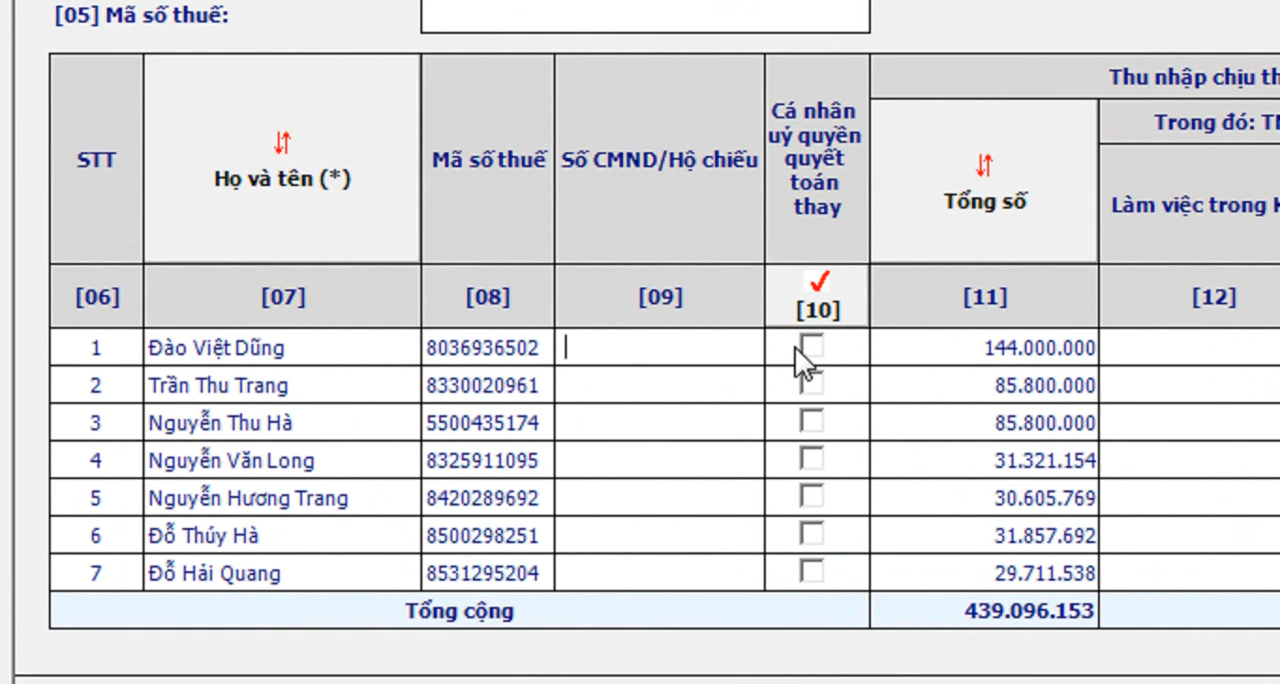 [05] Mã số thuế:
Thu nhập chịu
Cá nhân
uỷ quyền
quyết
toán
thay
Trong đó:
STT
Họ và tên (*)
Mã số thuế
Số CMND/Hộ chiếu
Tổng số
Làm việc trong
[06] [07] [08] [09] [10] [11] [12]
1 Đào Việt Dũng 8036936502 144.000.000
2 Trần Thu Trang 8330020961 85.800.000
3 Nguyễn Thu Hà 5500435174 85.800.000
4 Nguyễn Văn Long 8325911095 31.321.154
5 Nguyễn Hương Trang 8420289692 30.605.769
6 Đỗ Thúy Hà 8500298251 31.857.692
7 Đỗ Hải Quang 8531295204 29.711.538
Tổng cộng 439.096.153